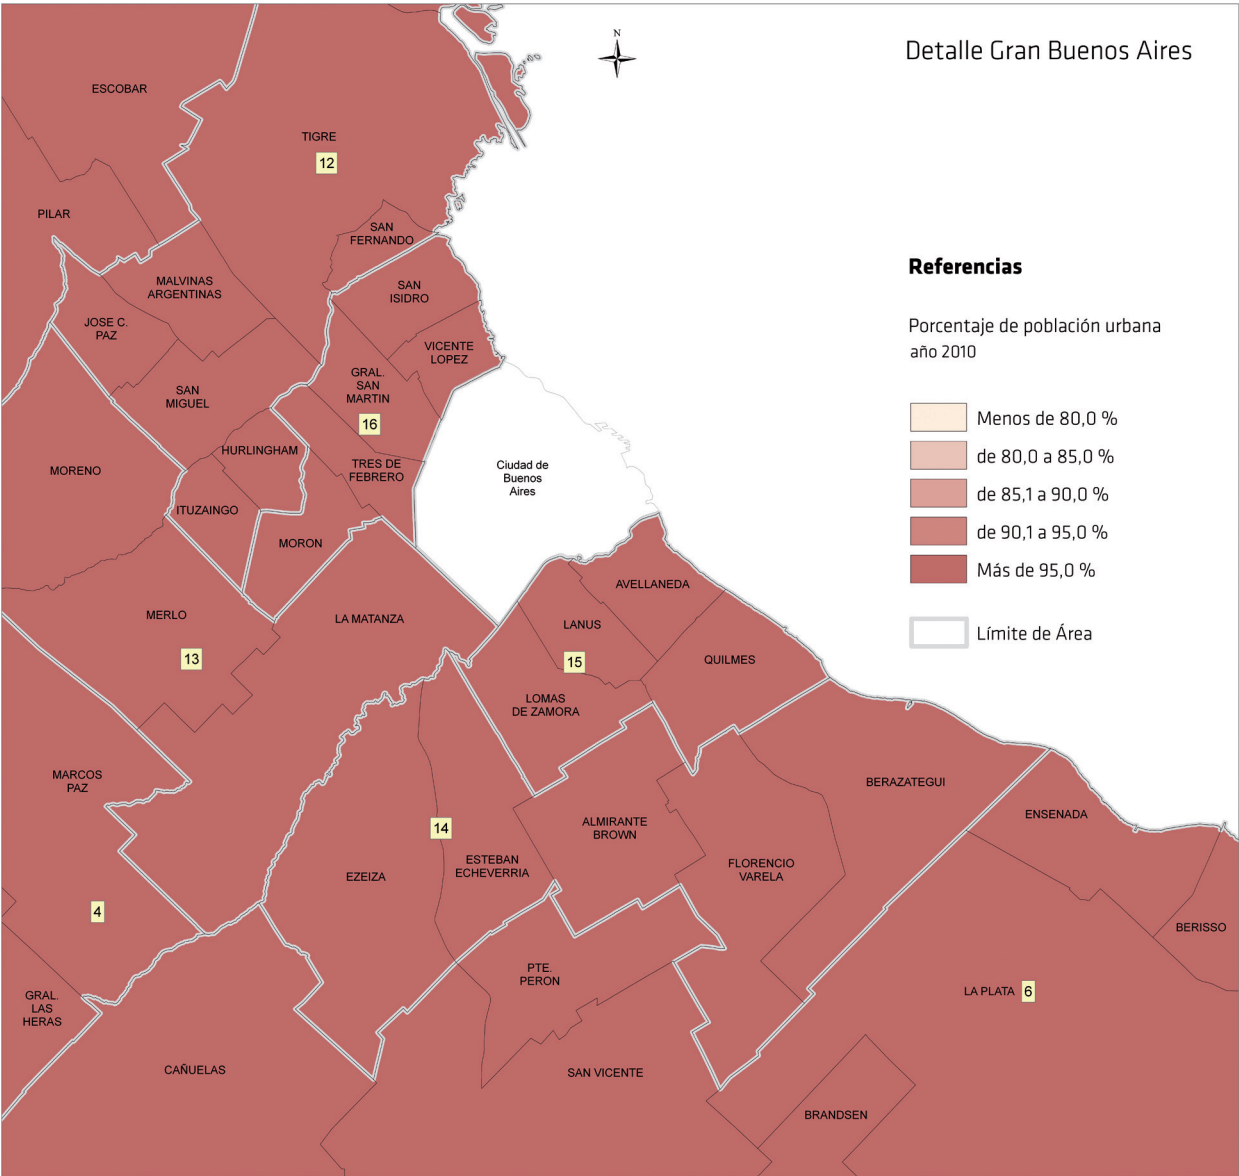 N
Detalle Gran Buenos Aires
ESCOBAR
TIGRE
12
PILAR
SAN
FERNANDO
MALVINAS
ARGENTINAS
SAN
ISIDRO
JOSE C.
PAZ
VICENTE
LOPEZ
GRAL.
SAN
MARTIN
16
SAN
MIGUEL
HURLINGHAM
TRES DE
FEBRERO
MORENO
ITUZAINGO
MORON
Ciudad de
Buenos
Aires
AVELLANEDA
MERLO
13
LA MATANZA
LANUS
15
QUILMES
LOMAS
DE ZAMORA
MARCOS
PAZ
BERAZATEGUI
ENSENADA
14
ALMIRANTE
BROWN
EZEIZA
ESTEBAN
ECHEVERRIA
FLORENCIO
VARELA
4
BERISSO
PTE.
PERON
LA PLATA 6
GRAL.
LAS
HERAS
CAÑUELAS
SAN VICENTE
BRANDSEN
Referencias
Porcentaje de población urbana
año 2010
Menos de 80,0 %
de 80,0 a 85,0 %
de 85,1 a 90,0 %
de 90,1 a 95,0 %
Más de 95,0 %
Límite de Área